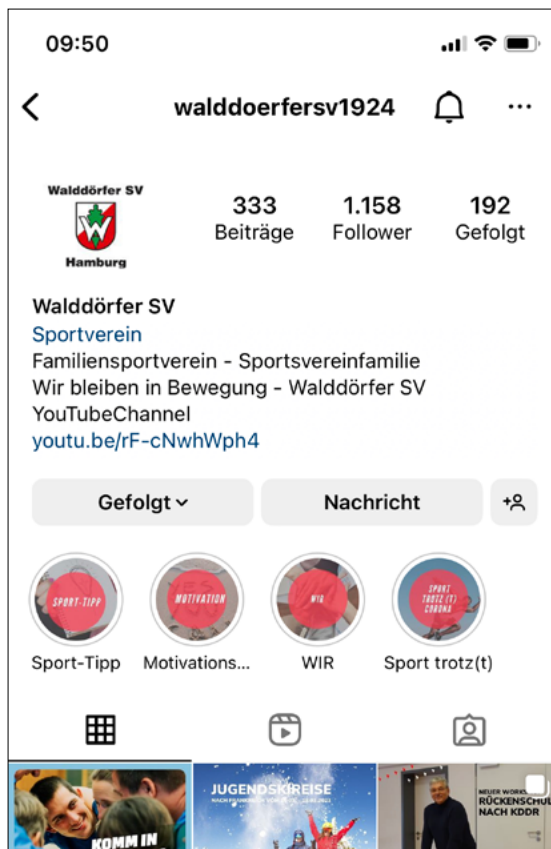 09:50
walddoerfersv1924
Walddörfer SV
W
Hamburg
333 1.158 192
Beiträge Follower Gefolgt
Walddörfer SV
Sportverein
Familiensportverein - Sportsvereinfamilie
Wir bleiben in Bewegung - Walddörfer SV
YouTubeChannel
youtu.be/rF-cNwhWph4
Gefolgt Nachricht
SPORT-TIPP
MOTIVATION
WIR
SPORT
TROTZ (T)
CORONA
Sport-Tipp Motivations... WIR Sport trotz(t)
KOMM IN
JUGENDSKIREISE
RÜCKENSCHUL
NACH KDDR